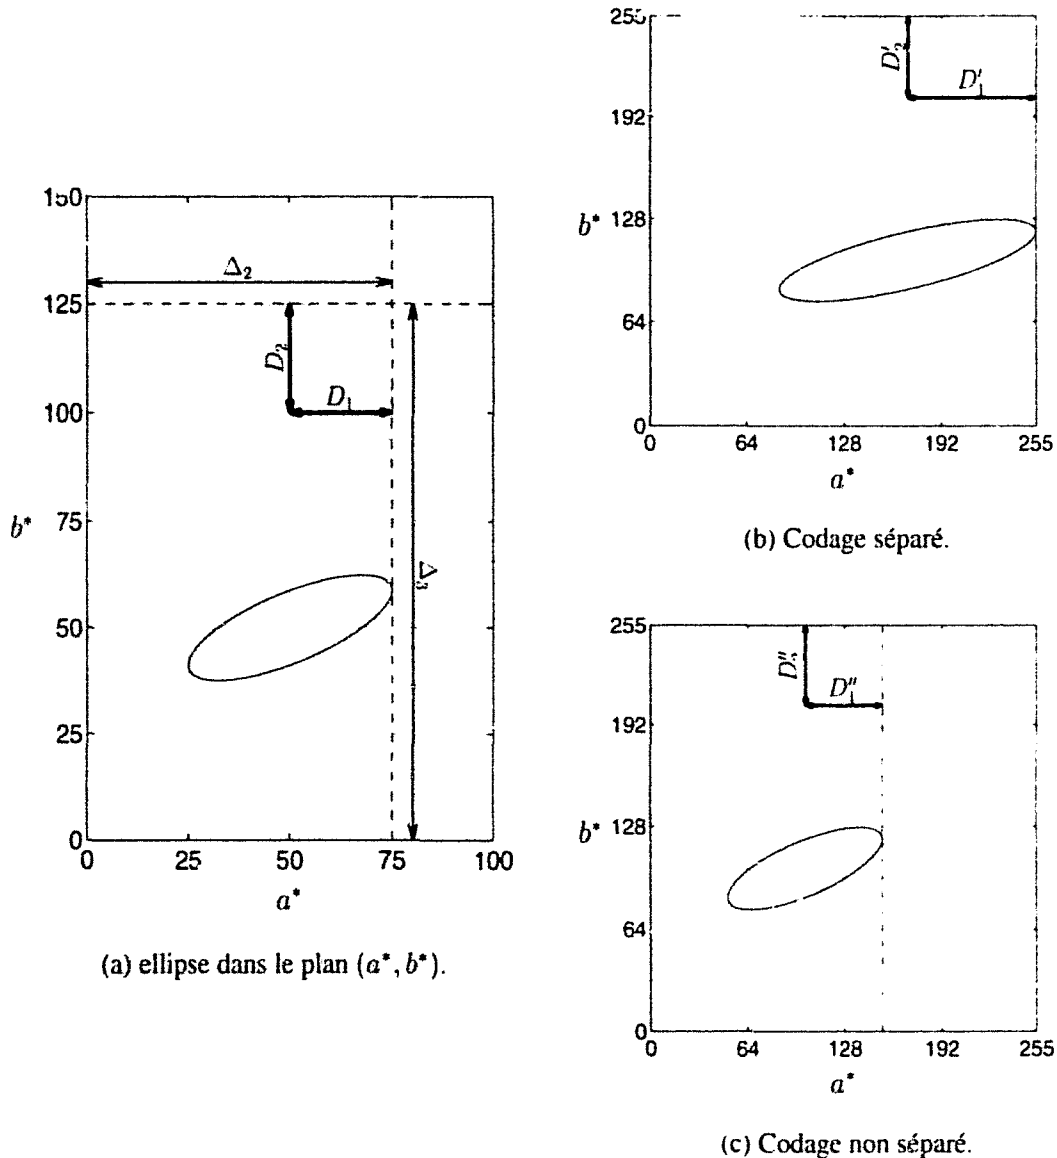 150
125
100
75
50
25
0
b*
Δ₂
D₂
D₁
Δ₃
0
25
50
75
100
a*
(a) ellipse dans le plan (a*, b*).
255
192
128
64
0
b*
D′₂
D′₁
0
64
128
192
255
a*
(b) Codage séparé.
255
192
128
64
0
b*
D″₂
D″₁
0
64
128
192
255
a*
(c) Codage non séparé.